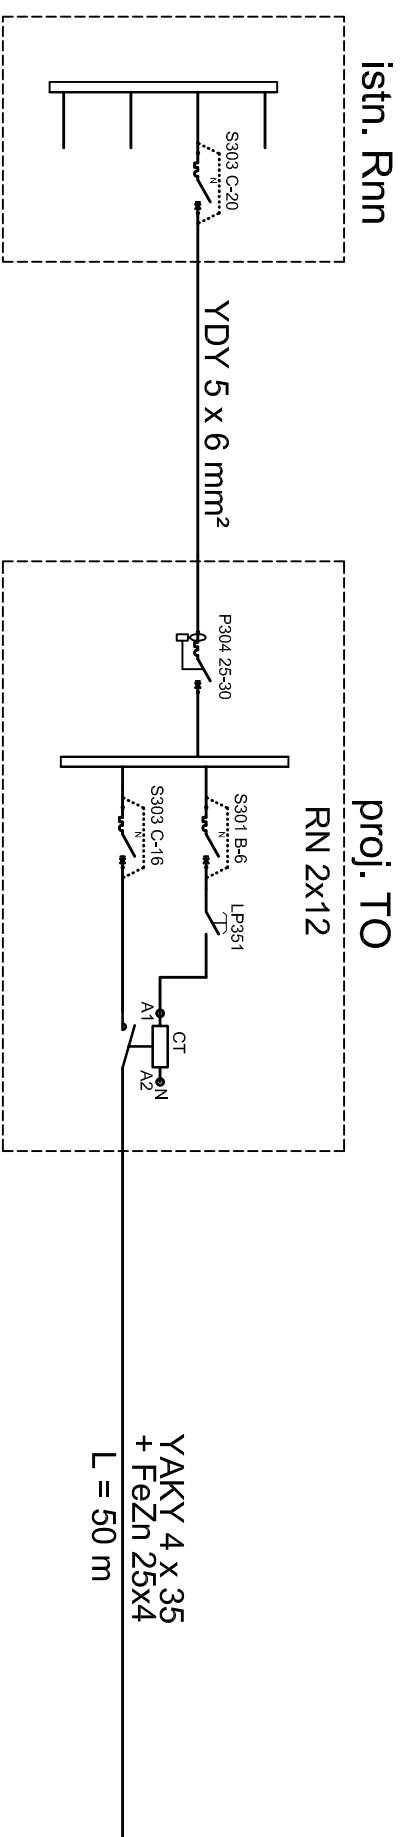 istn. Rnn
S303 C-20
N
YDY 5 x 6 mm²
proj. TO
RN 2x12
P304 25-30
S301 B-6
N
LP351
S303 C-16
N
A1
CT
A2
N
YAKY 4 x 35
+ FeZn 25x4
L = 50 m